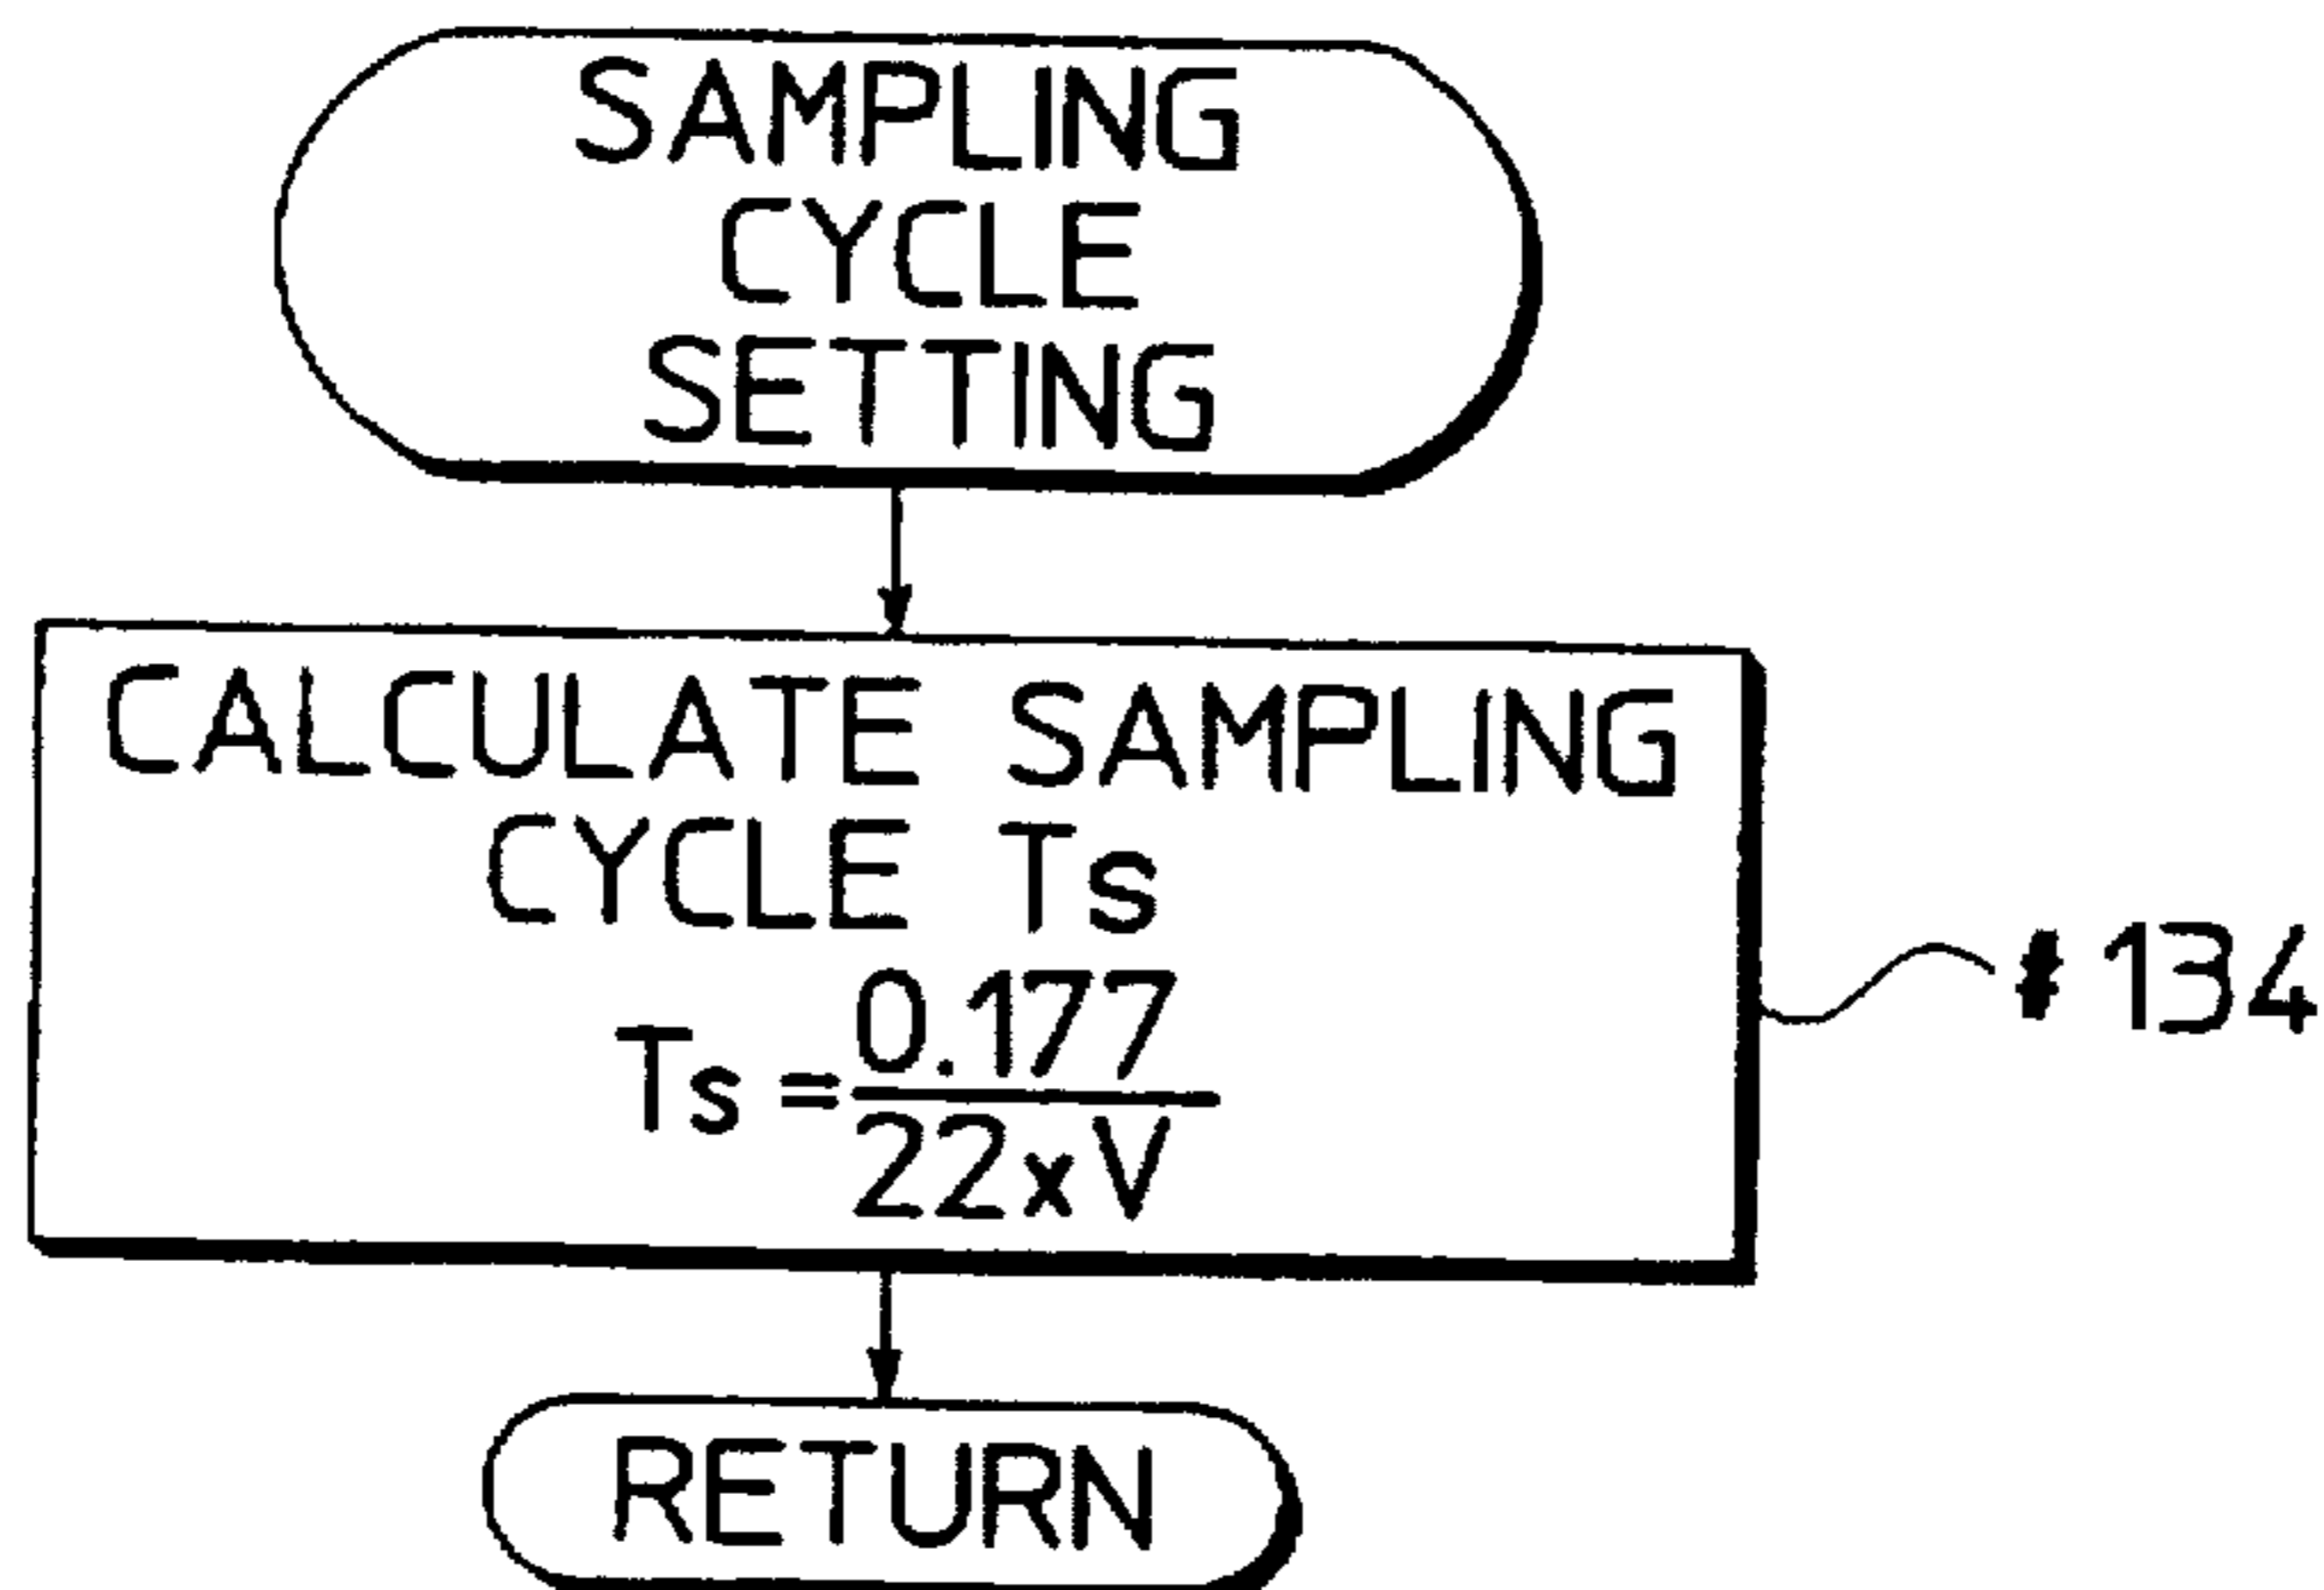 SAMPLING
CYCLE
SETTING
CALCULATE SAMPLING
CYCLE Ts
Ts = 0.177
22xV
# 134
RETURN